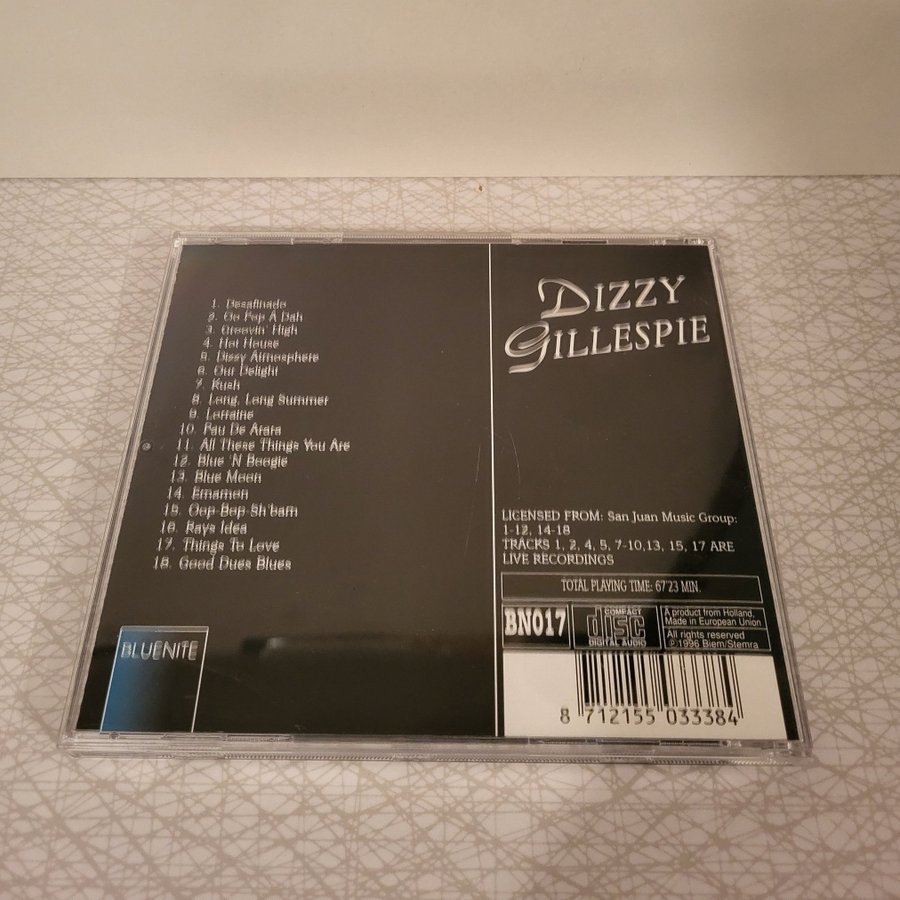 1. Desafinado
2. Oo Pop A Dah
3. Groovin' High
4. Hot House
5. Dizzy Atmosphere
6. Our Delight
7. Kush
8. Long, Long Summer
9. Lorraine
10. Pau De Arara
11. All These Things You Are
12. Blue 'N Boogie
13. Blue Moon
14. Emanon
15. Oop-Bop-Sh'bam
16. Rays Idea
17. Things To Love
18. Good Dues Blues
BLUENITE
DIZZY
GILLESPIE
LICENSED FROM: San Juan Music Group:
1-12, 14-18
TRACKS 1, 2, 4, 5, 7-10,13, 15, 17 ARE
LIVE RECORDINGS
TOTAL PLAYING TIME: 67'23 MIN.
BN017
COMPACT
disc
DIGITAL AUDIO
A product from Holland.
Made in European Union
All rights reserved
℗ 1996 Biem/Stemra
8 712155 033384